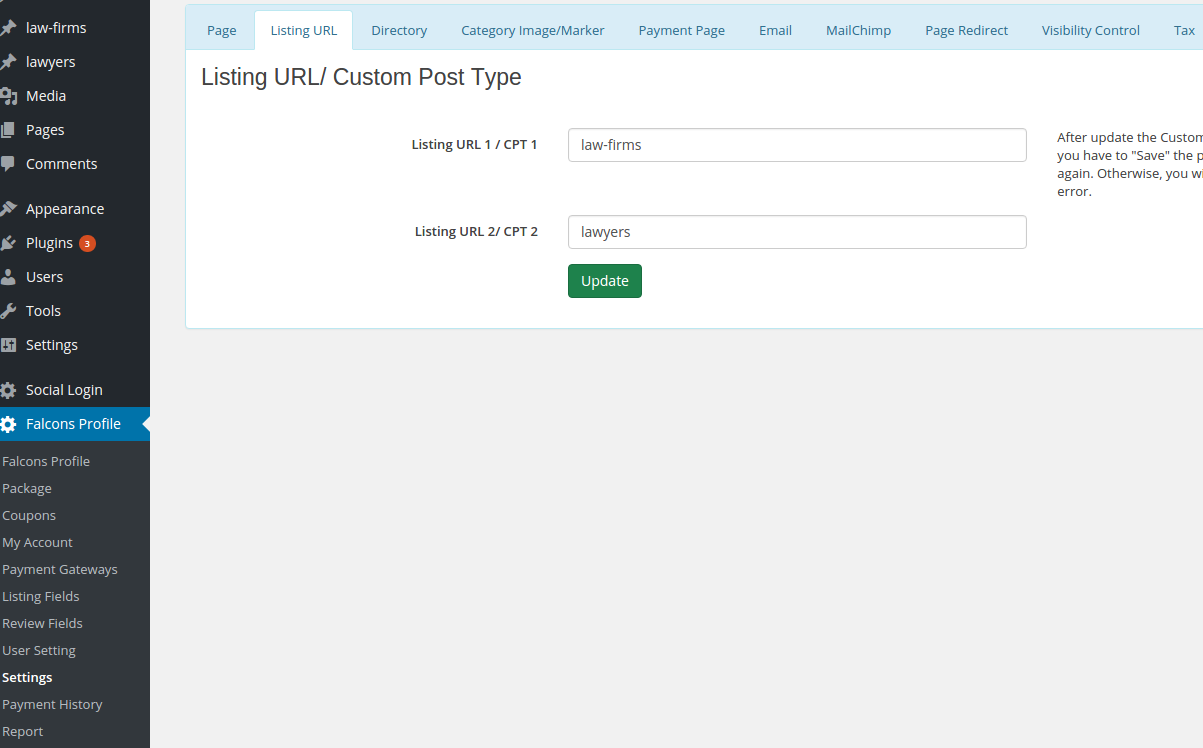 law-firms
lawyers
Media
Pages
Comments
Appearance
Plugins 3
Users
Tools
Settings
Social Login
Falcons Profile
Falcons Profile
Package
Coupons
My Account
Payment Gateways
Listing Fields
Review Fields
User Setting
Settings
Payment History
Report
Page Listing URL Directory Category Image/Marker Payment Page Email MailChimp Page Redirect Visibility Control Tax
Listing URL/ Custom Post Type
Listing URL 1 / CPT 1
law-firms
After update the Custom
you have to "Save" the p
again. Otherwise, you wi
error.
Listing URL 2/ CPT 2
lawyers
Update